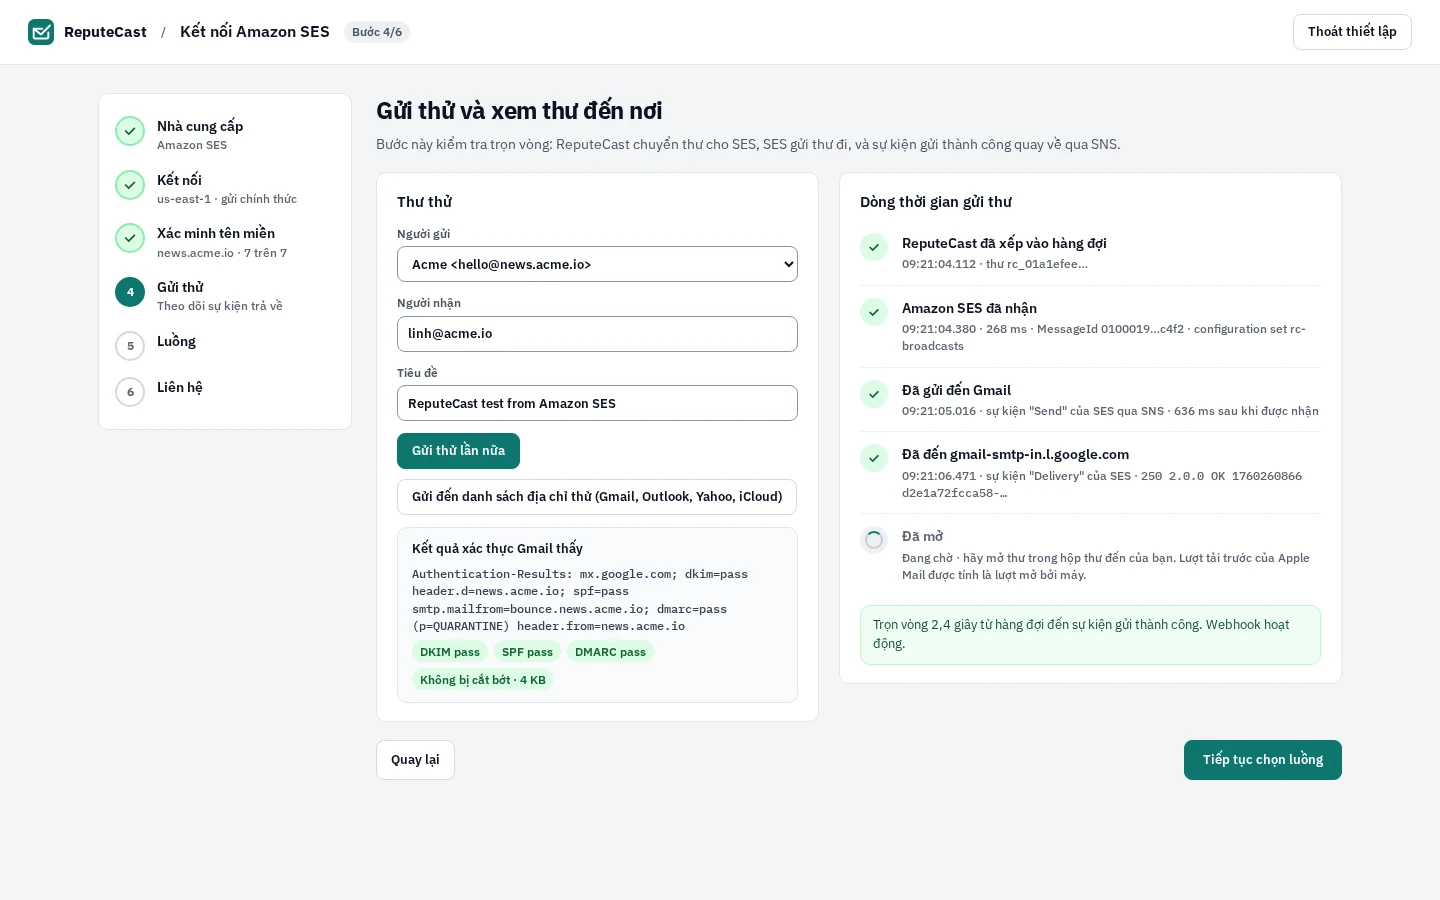 ReputeCast / Kết nối Amazon SES Bước 4/6
Thoát thiết lập
Nhà cung cấp
Amazon SES
Kết nối
us-east-1 · gửi chính thức
Xác minh tên miền
news.acme.io · 7 trên 7
4 Gửi thử
Theo dõi sự kiện trả về
5 Luồng
6 Liên hệ
Gửi thử và xem thư đến nơi
Bước này kiểm tra trọn vòng: ReputeCast chuyển thư cho SES, SES gửi thư đi, và sự kiện gửi thành công quay về qua SNS.
Thư thử
Người gửi
Acme <hello@news.acme.io>
Người nhận
linh@acme.io
Tiêu đề
ReputeCast test from Amazon SES
Gửi thử lần nữa
Gửi đến danh sách địa chỉ thử (Gmail, Outlook, Yahoo, iCloud)
Kết quả xác thực Gmail thấy
Authentication-Results: mx.google.com; dkim=pass
header.d=news.acme.io; spf=pass
smtp.mailfrom=bounce.news.acme.io; dmarc=pass
(p=QUARANTINE) header.from=news.acme.io
DKIM pass SPF pass DMARC pass
Không bị cắt bớt · 4 KB
Dòng thời gian gửi thư
ReputeCast đã xếp vào hàng đợi
09:21:04.112 · thư rc_01a1efee…
Amazon SES đã nhận
09:21:04.380 · 268 ms · MessageId 0100019…c4f2 · configuration set rc-
broadcasts
Đã gửi đến Gmail
09:21:05.016 · sự kiện "Send" của SES qua SNS · 636 ms sau khi được nhận
Đã đến gmail-smtp-in.l.google.com
09:21:06.471 · sự kiện "Delivery" của SES · 250 2.0.0 OK 1760260866
d2e1a72fcca58-…
Đã mở
Đang chờ · hãy mở thư trong hộp thư đến của bạn. Lượt tải trước của Apple
Mail được tính là lượt mở bởi máy.
Trọn vòng 2,4 giây từ hàng đợi đến sự kiện gửi thành công. Webhook hoạt
động.
Quay lại
Tiếp tục chọn luồng